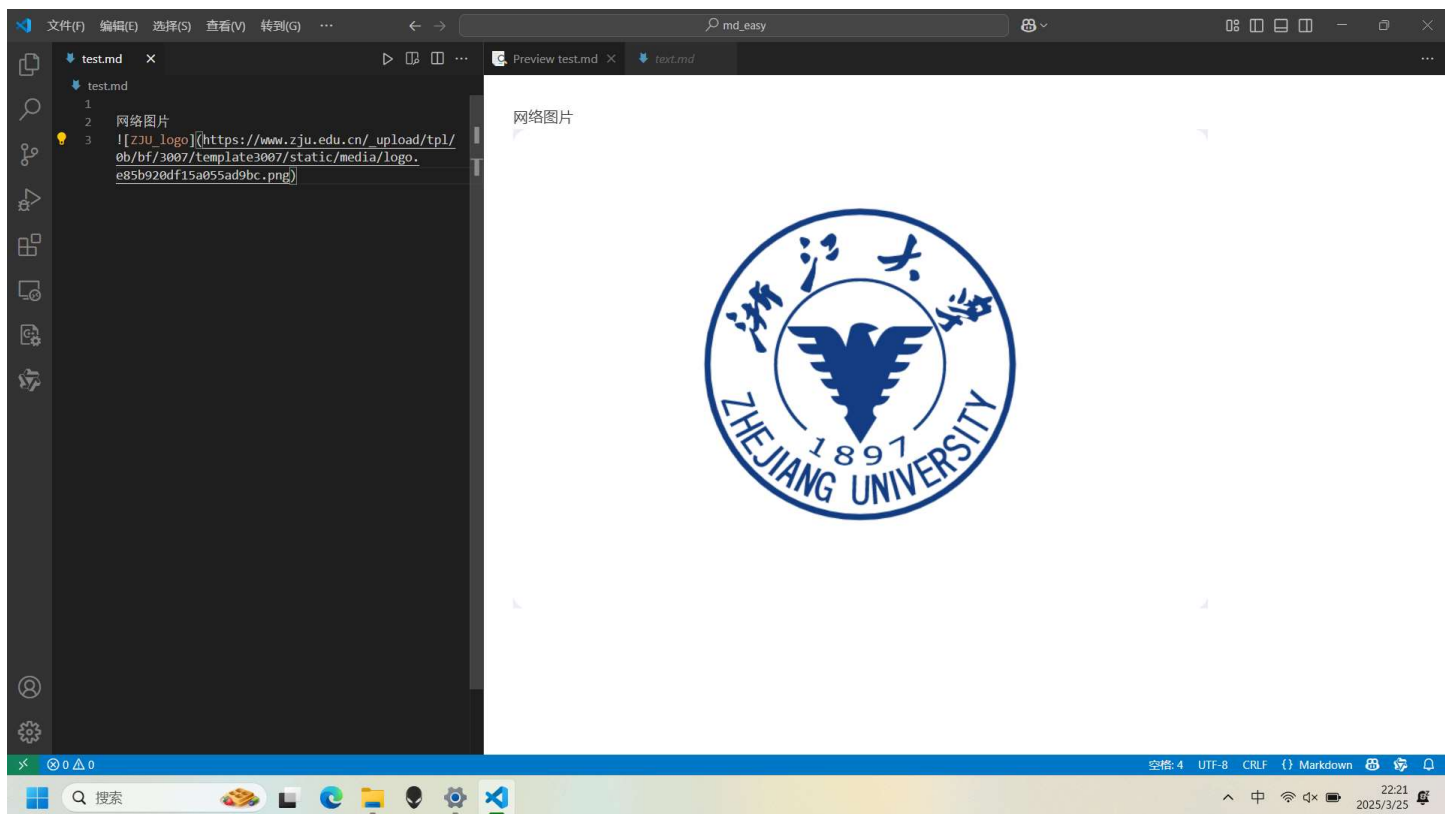 文件(F) 编辑(E) 选择(S) 查看(V) 转到(G) ··· md_easy
test.md
Preview test.md
text.md
test.md
1
2 网络图片
3 ![ZJU_logo](https://www.zju.edu.cn/_upload/tpl/
0b/bf/3007/template3007/static/media/logo.
e85b920df15a055ad9bc.png)
网络图片
浙江大学
1897
ZHEJIANG UNIVERSITY
0 0
空格: 4 UTF-8 CRLF {} Markdown
搜索
中
22:21
2025/3/25